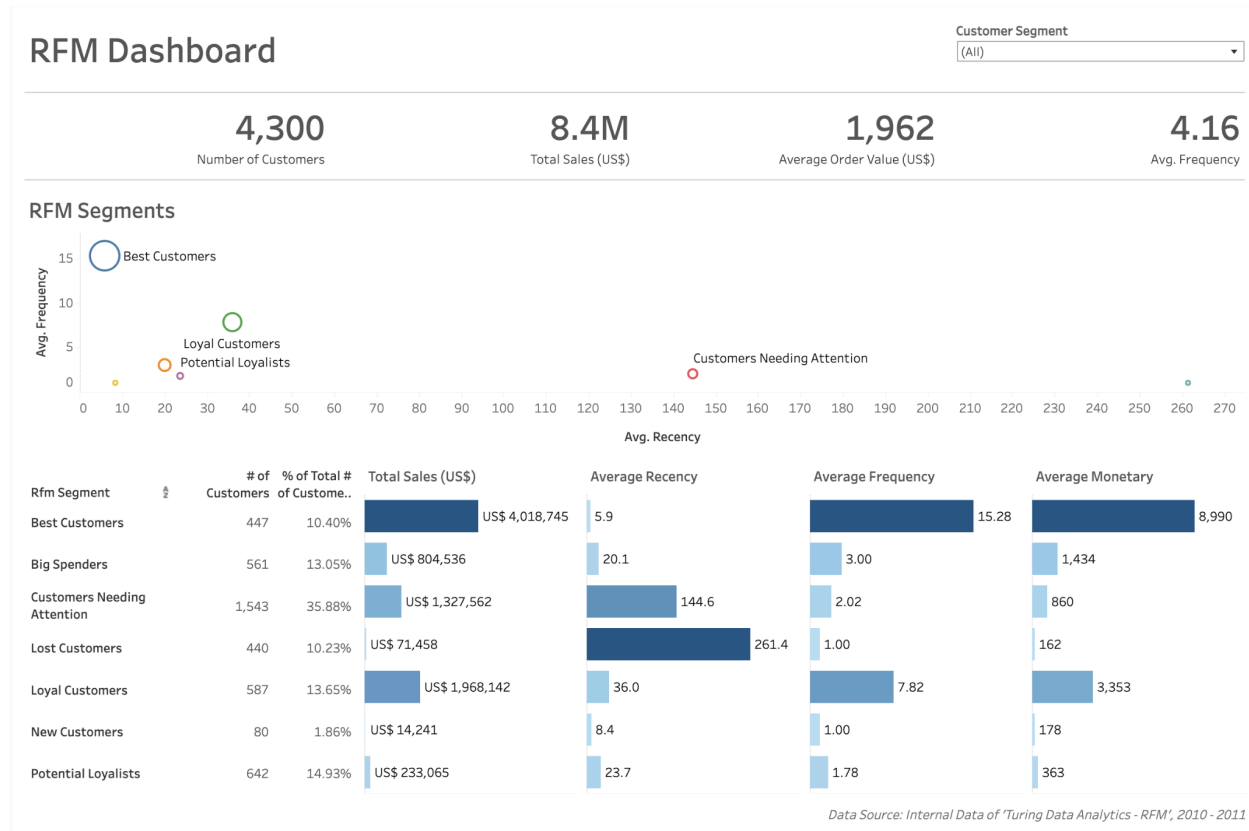 RFM Dashboard
Customer Segment
(All)
4,300
Number of Customers
8.4M
Total Sales (US$)
1,962
Average Order Value (US$)
4.16
Avg. Frequency
RFM Segments
Avg. Frequency
15
10
5
0
Best Customers
Loyal Customers
Potential Loyalists
Customers Needing Attention
0 10 20 30 40 50 60 70 80 90 100 110 120 130 140 150 160 170 180 190 200 210 220 230 240 250 260 270
Avg. Recency
Rfm Segment
# of
Customers
% of Total #
of Custome..
Total Sales (US$)
Average Recency
Average Frequency
Average Monetary
Best Customers 447 10.40% US$ 4,018,745 5.9 15.28 8,990
Big Spenders 561 13.05% US$ 804,536 20.1 3.00 1,434
Customers Needing
Attention
1,543 35.88% US$ 1,327,562 144.6 2.02 860
Lost Customers 440 10.23% US$ 71,458 261.4 1.00 162
Loyal Customers 587 13.65% US$ 1,968,142 36.0 7.82 3,353
New Customers 80 1.86% US$ 14,241 8.4 1.00 178
Potential Loyalists 642 14.93% US$ 233,065 23.7 1.78 363
Data Source: Internal Data of 'Turing Data Analytics - RFM', 2010 - 2011